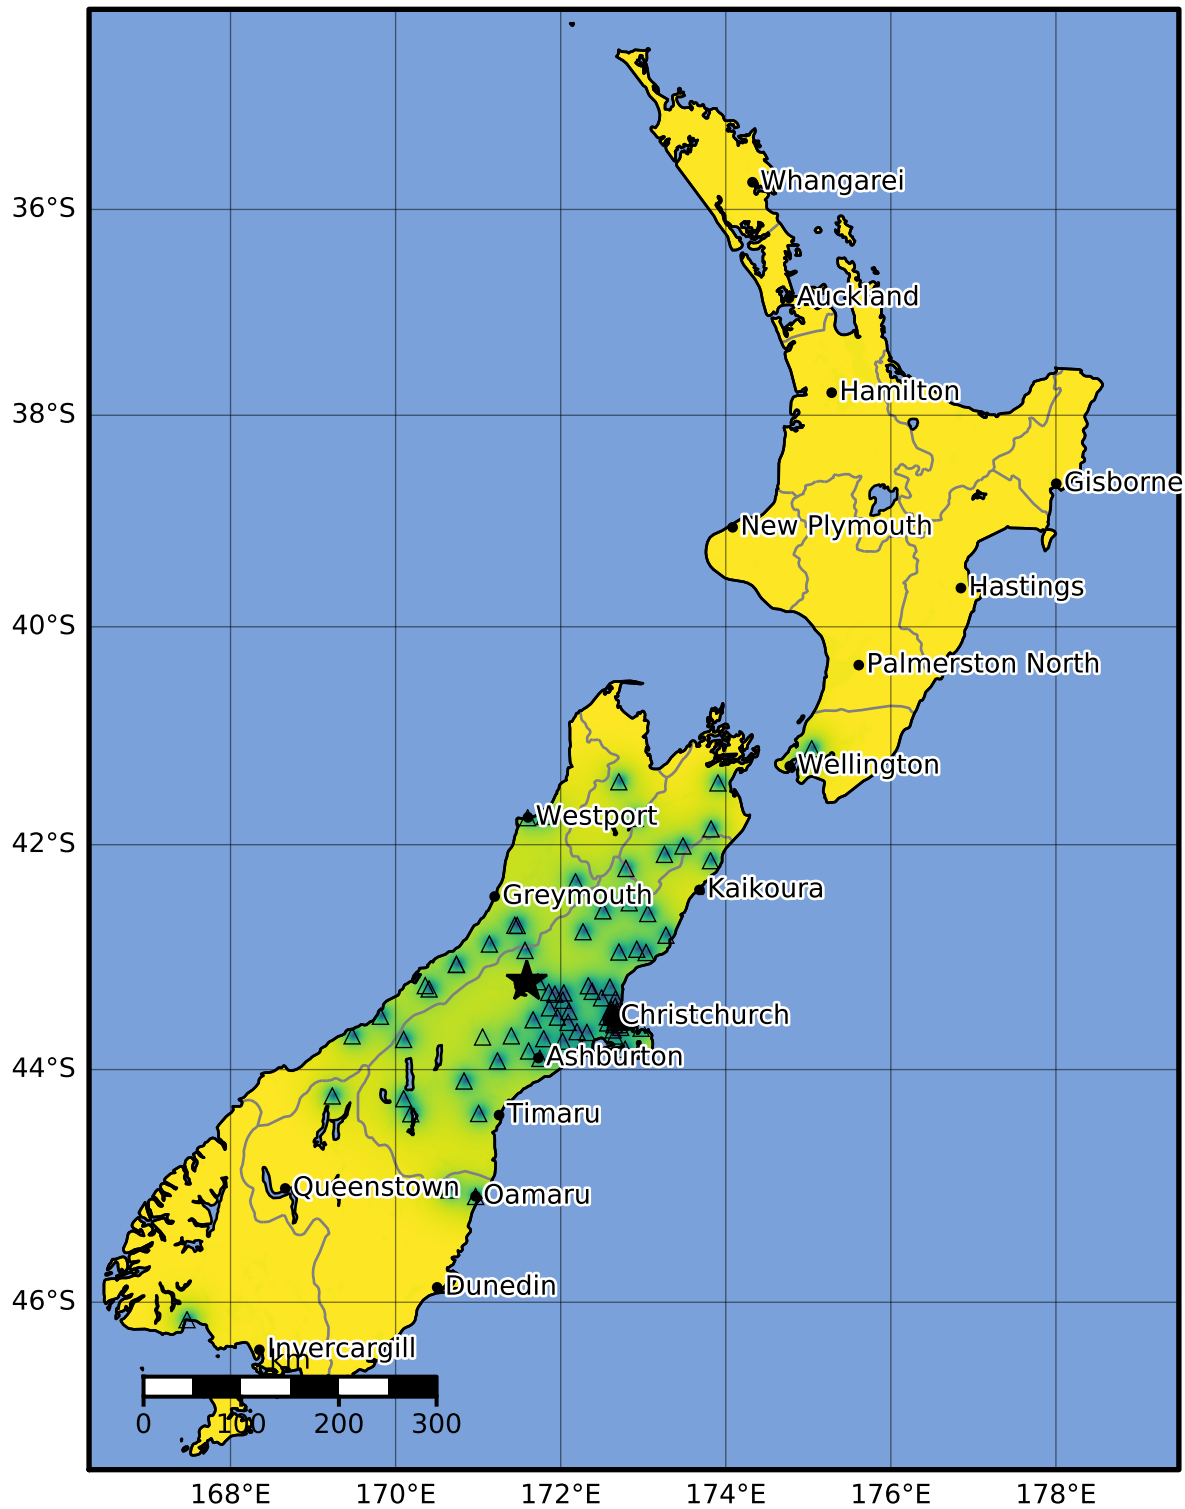 Whangarei
36°S
Auckland
Hamilton
38°S
Gisborne
New Plymouth
Hastings
40°S
Palmerston North
Wellington
Westport
42°S
Kaikoura
Greymouth
Christchurch
Ashburton
44°S
Timaru
Queenstown
Oamaru
Dunedin
46°S
Invercargill
km
0 100 200 300
168°E 170°E 172°E 174°E 176°E 178°E